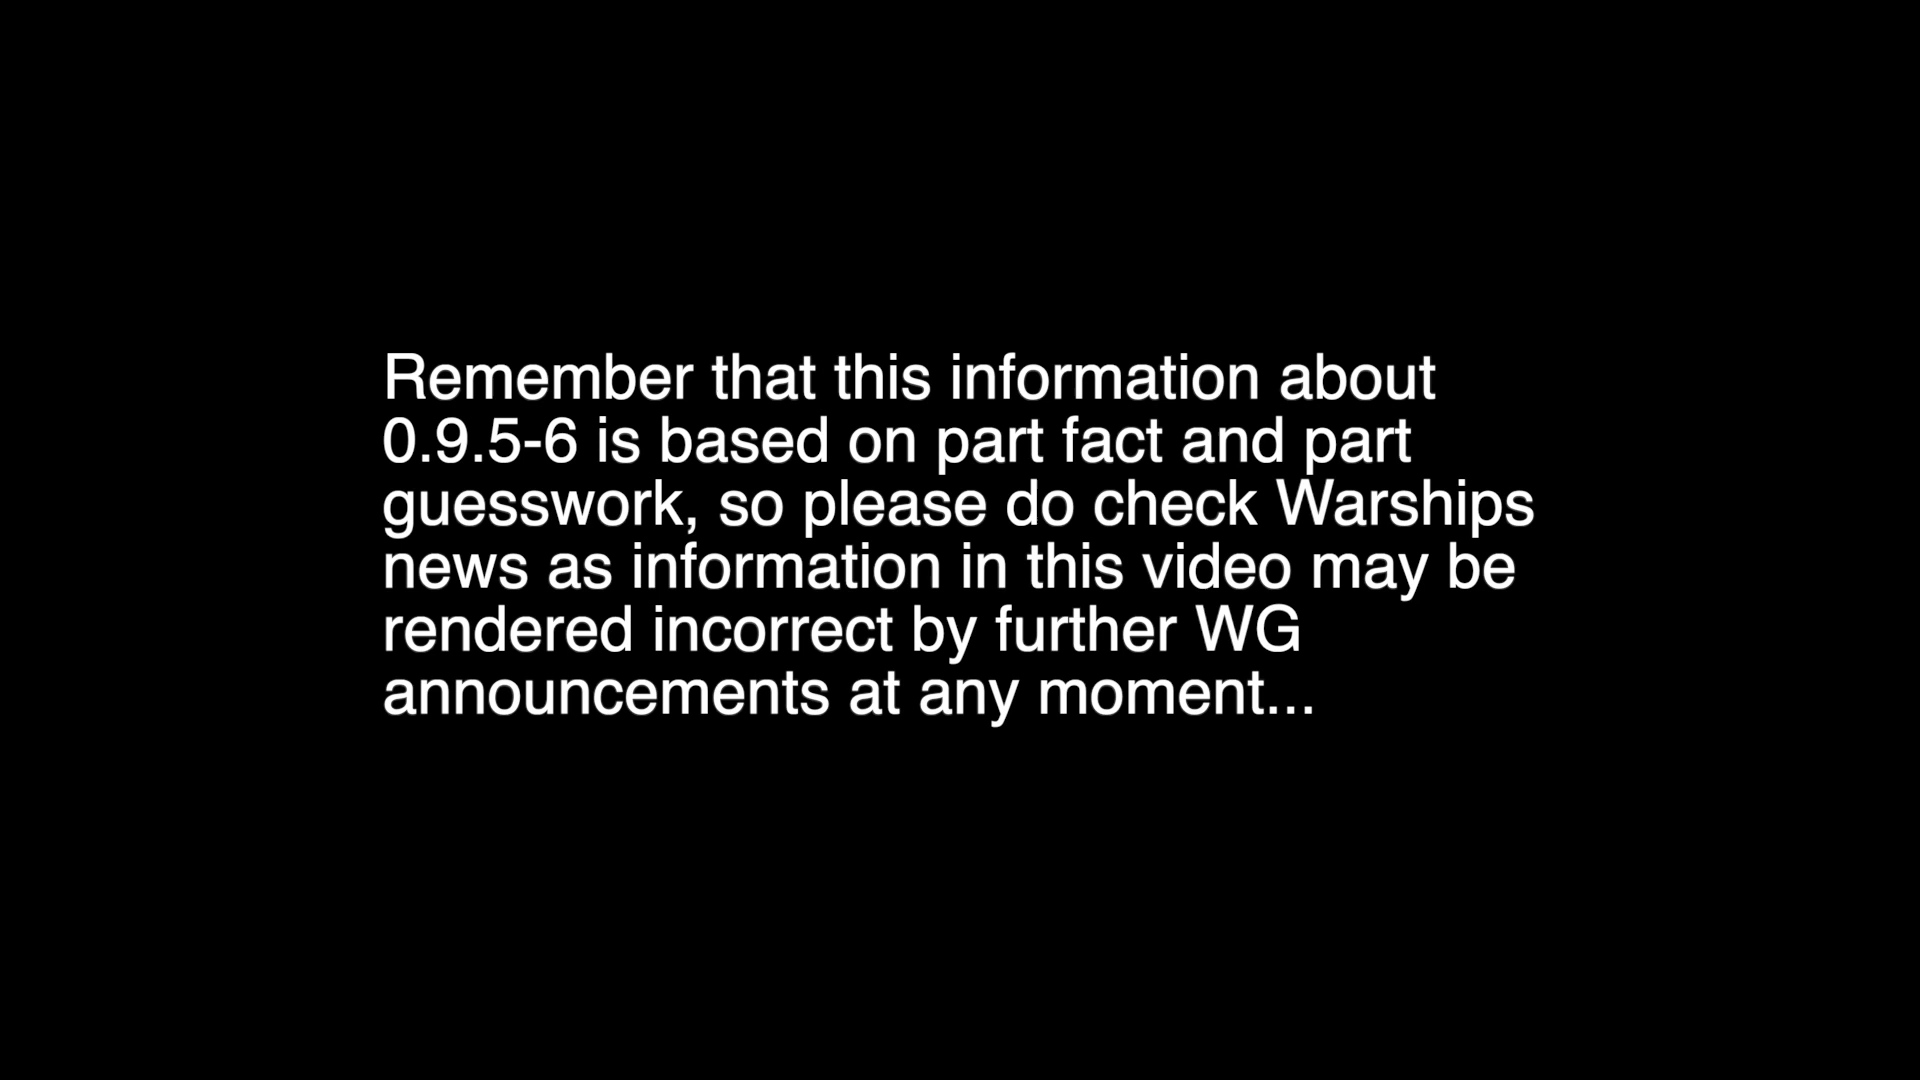 Remember that this information about
0.9.5-6 is based on part fact and part
guesswork, so please do check Warships
news as information in this video may be
rendered incorrect by further WG
announcements at any moment...